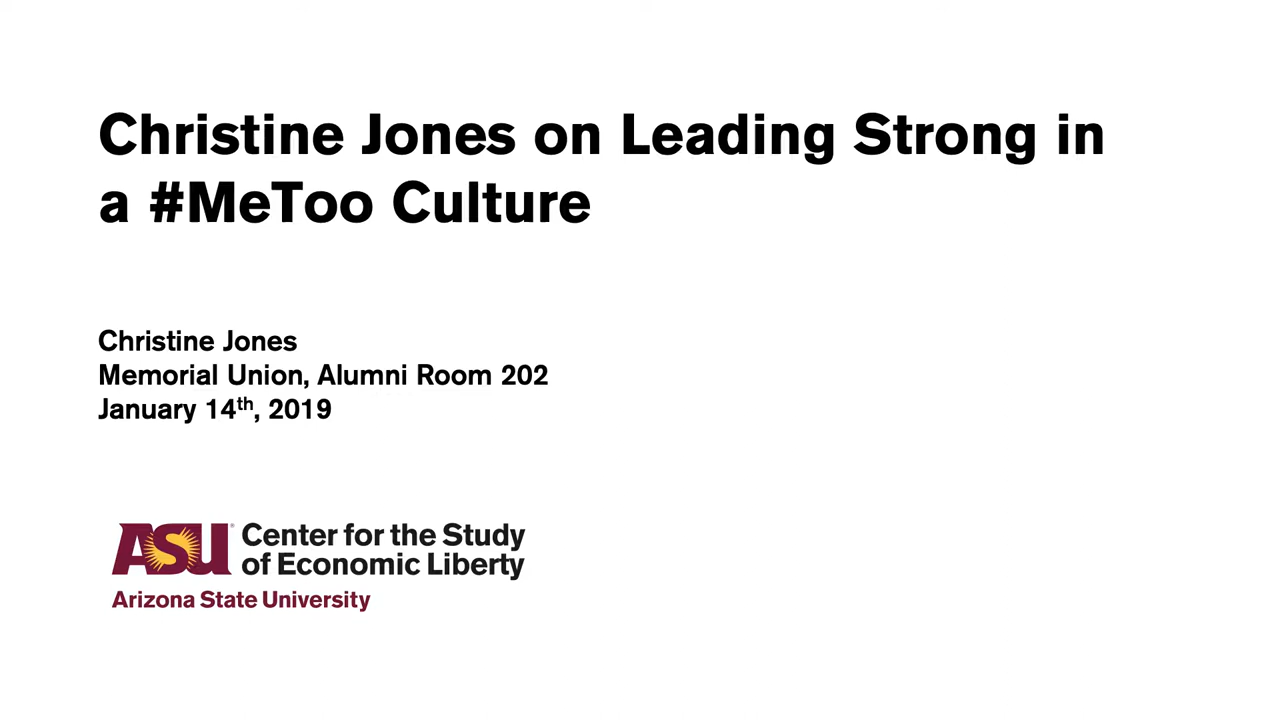 Christine Jones on Leading Strong in
a #MeToo Culture
Christine Jones
Memorial Union, Alumni Room 202
January 14th, 2019
ASU® Center for the Study
of Economic Liberty
Arizona State University